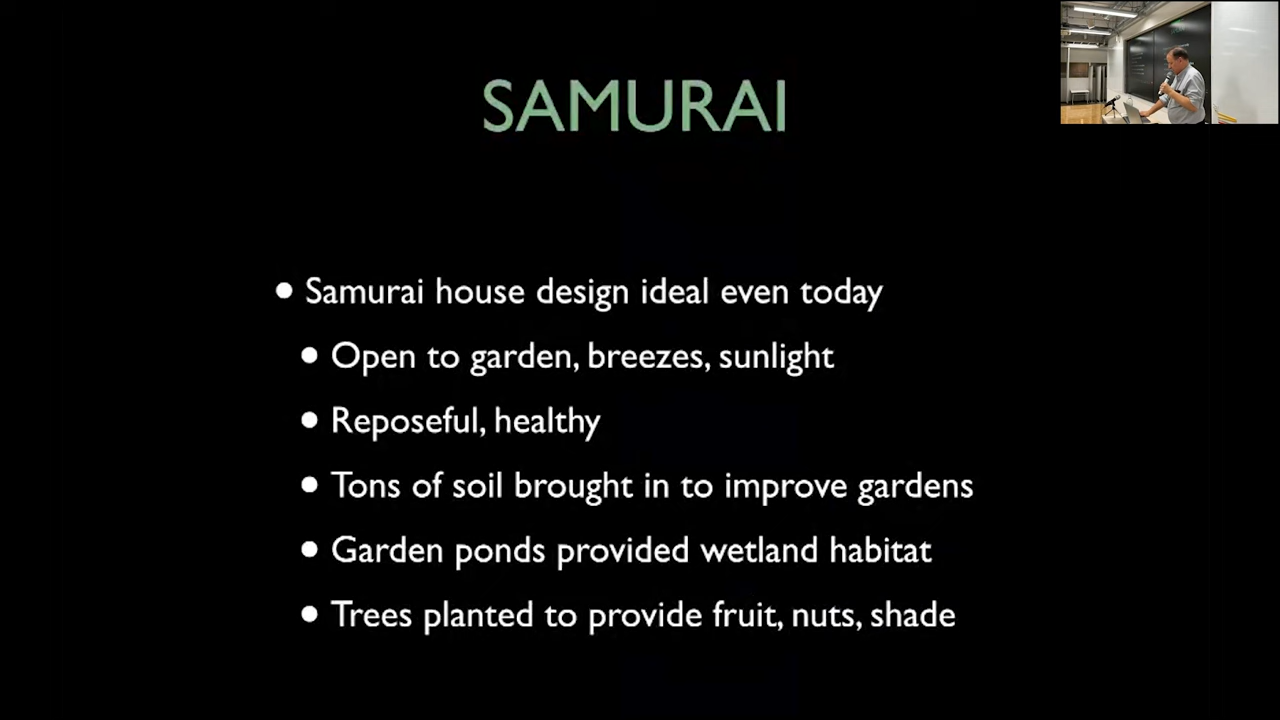 SAMURAI
• Samurai house design ideal even today
• Open to garden, breezes, sunlight
• Reposeful, healthy
• Tons of soil brought in to improve gardens
• Garden ponds provided wetland habitat
• Trees planted to provide fruit, nuts, shade